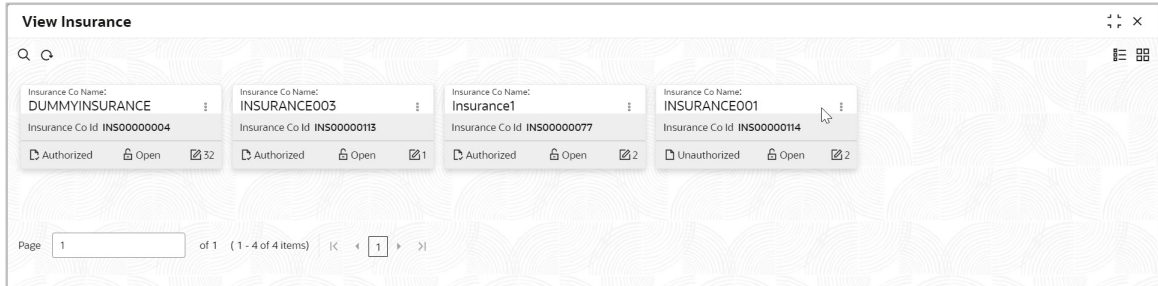 View Insurance
Insurance Co Name:
DUMMYINSURANCE
Insurance Co Id INS00000004
Authorized Open 32
Insurance Co Name:
INSURANCE003
Insurance Co Id INS00000113
Authorized Open 1
Insurance Co Name:
Insurance1
Insurance Co Id INS00000077
Authorized Open 2
Insurance Co Name:
INSURANCE001
Insurance Co Id INS00000114
Unauthorized Open 2
Page 1 of 1 ( 1 - 4 of 4 items) 1